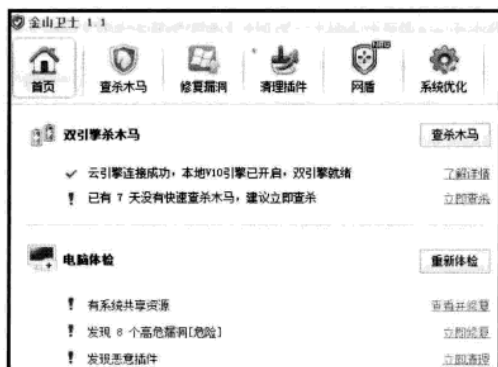 金山卫士 1.1
首页 查杀木马 修复漏洞 清理插件 网盾 系统优化
双引擎杀木马 查杀木马
云引擎连接成功，本地V10引擎已开启，双引擎就绪 了解详情
已有 7 天没有快速查杀木马，建议立即查杀 立即查杀
电脑体检 重新体检
有系统共享资源 查看并修复
发现 8 个高危漏洞[危险] 立即修复
发现恶意插件 立即清理